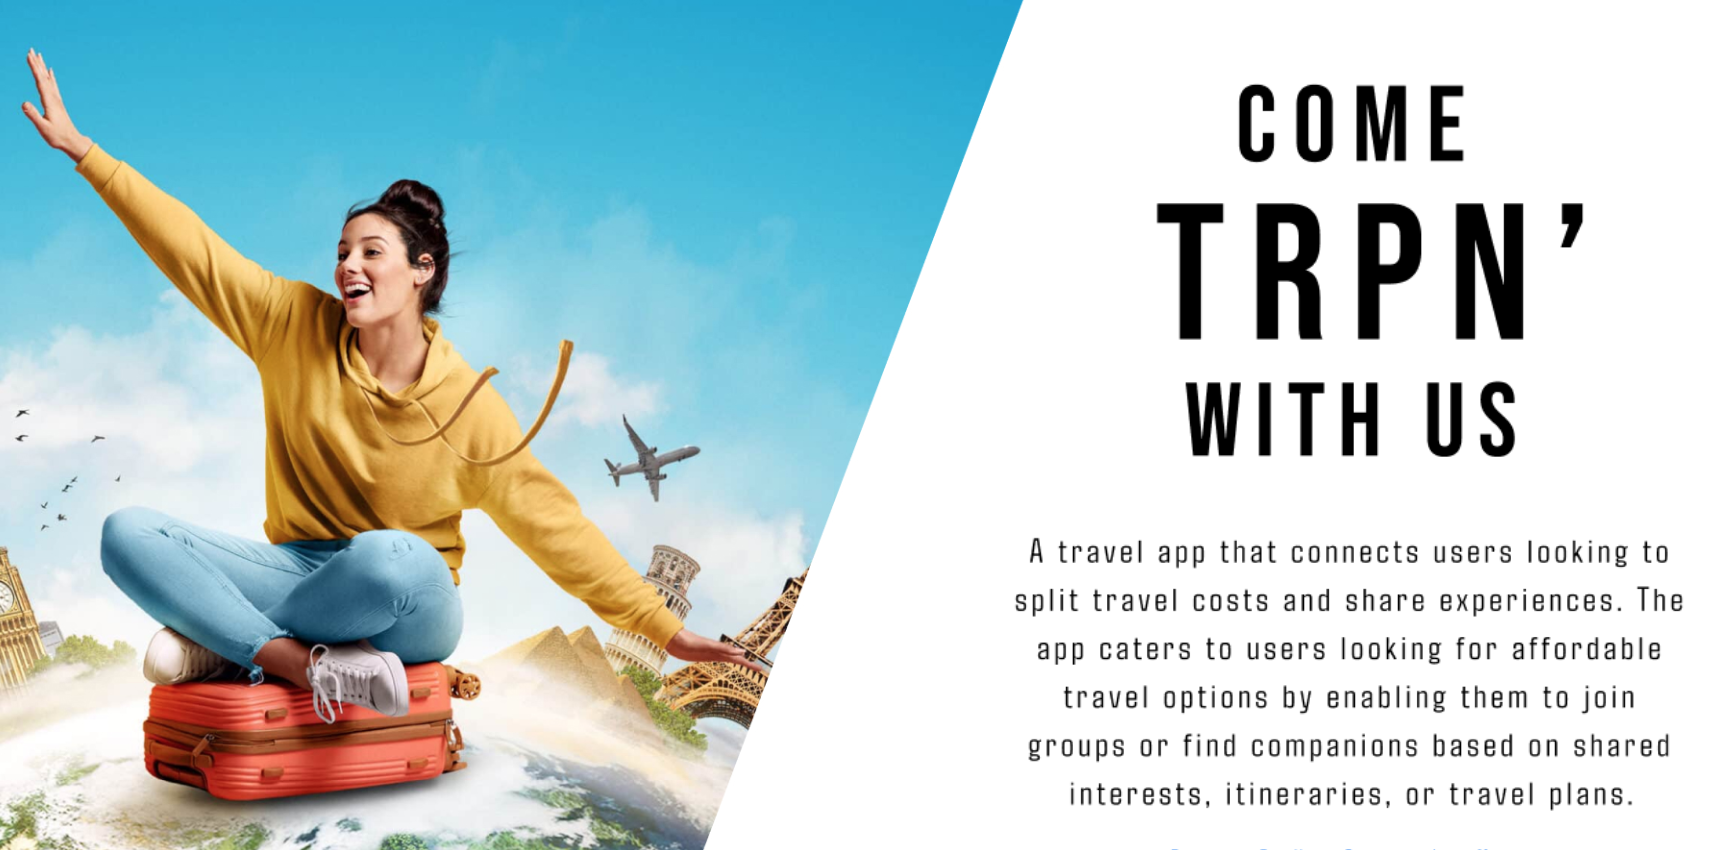 COME
TRPN’
WITH US
A travel app that connects users looking to
split travel costs and share experiences. The
app caters to users looking for affordable
travel options by enabling them to join
groups or find companions based on shared
interests, itineraries, or travel plans.